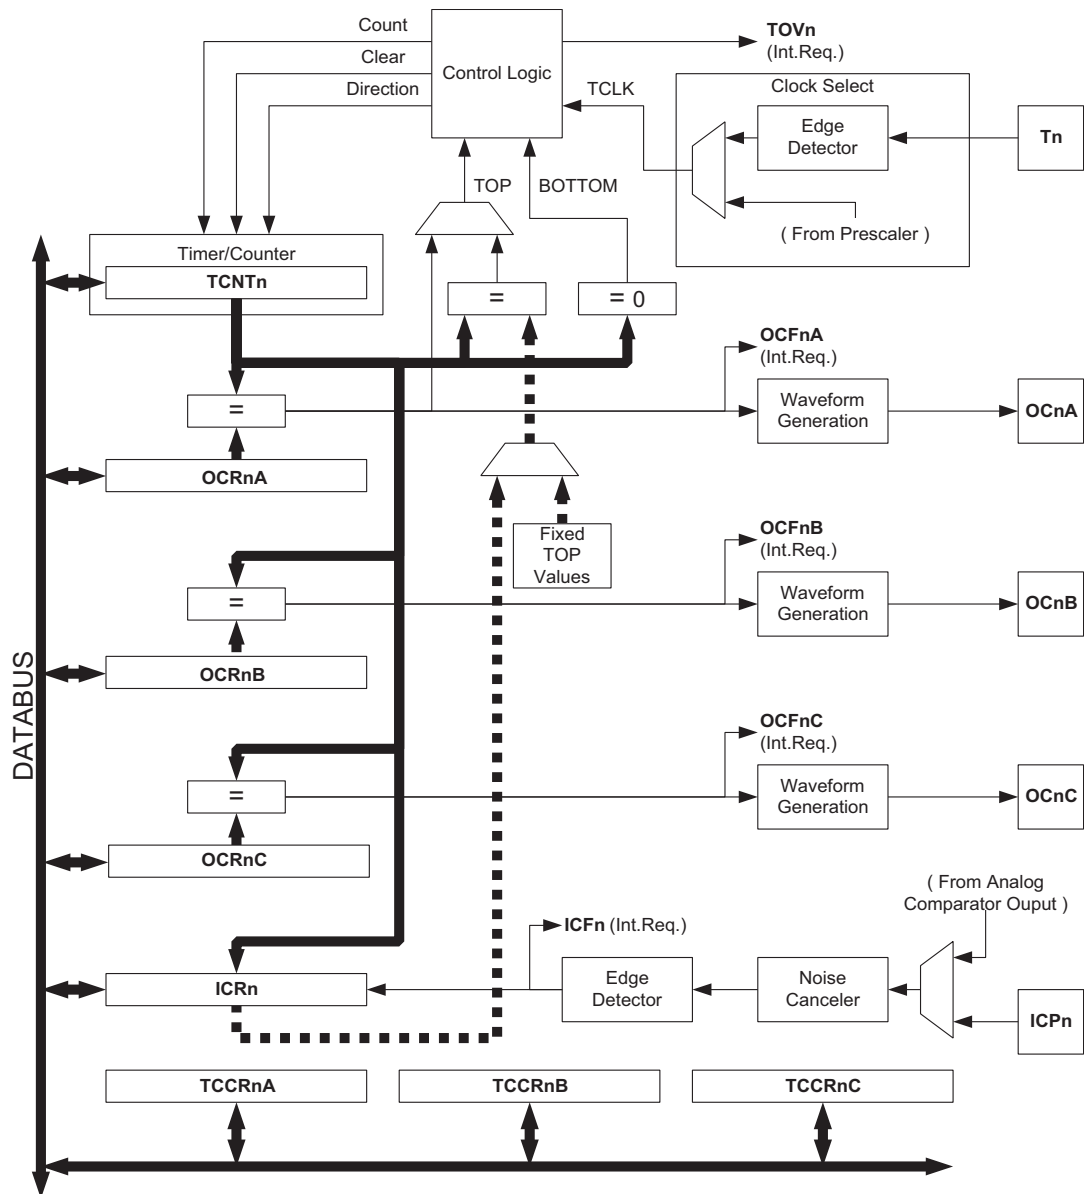 Count
TOVn
(Int.Req.)
Clear
Control Logic
Clock Select
Direction
TCLK
Edge
Detector
Tn
TOP
BOTTOM
( From Prescaler )
Timer/Counter
TCNTn
=
= 0
OCFnA
(Int.Req.)
=
Waveform
Generation
OCnA
OCRnA
Fixed
TOP
Values
OCFnB
(Int.Req.)
=
Waveform
Generation
OCnB
OCRnB
DATABUS
OCFnC
(Int.Req.)
=
Waveform
Generation
OCnC
OCRnC
( From Analog
Comparator Ouput )
ICFn (Int.Req.)
ICRn
Edge
Detector
Noise
Canceler
ICPn
TCCRnA
TCCRnB
TCCRnC